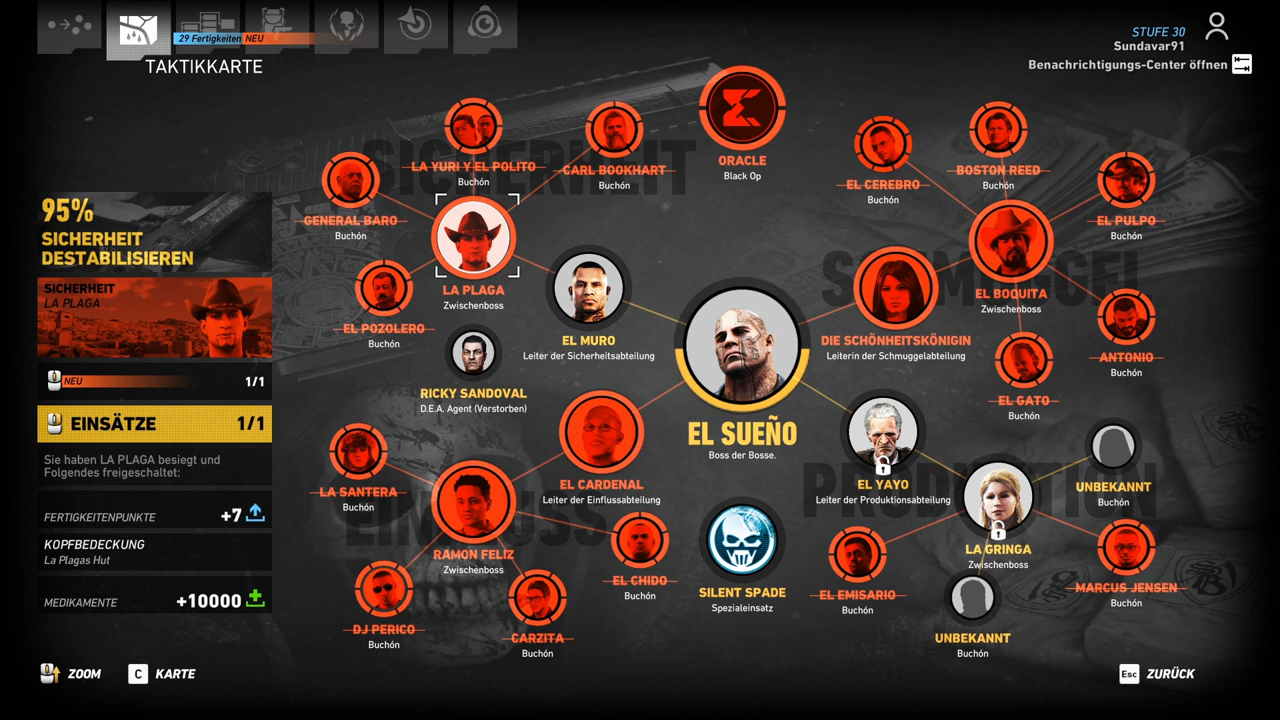 29 Fertigkeiten NEU
TAKTIKKARTE
STUFE 30
Sundavar91
Benachrichtigungs-Center öffnen
SICHERHEIT
SCHMUGGEL
EINFLUSS
PRODUKTION
95%
SICHERHEIT
DESTABILISIEREN
SICHERHEIT
LA PLAGA
NEU 1/1
EINSÄTZE 1/1
Sie haben LA PLAGA besiegt und
Folgendes freigeschaltet:
FERTIGKEITENPUNKTE +7
KOPFBEDECKUNG
La Plagas Hut
MEDIKAMENTE +10000
LA YURI Y EL POLITO
Buchón
CARL BOOKHART
Buchón
ORACLE
Black Op
EL CEREBRO
Buchón
BOSTON REED
Buchón
GENERAL BARO
Buchón
EL PULPO
Buchón
LA PLAGA
Zwischenboss
EL BOQUITA
Zwischenboss
EL POZOLERO
Buchón
EL MURO
Leiter der Sicherheitsabteilung
DIE SCHÖNHEITSKÖNIGIN
Leiterin der Schmuggelabteilung
ANTONIO
Buchón
RICKY SANDOVAL
D.E.A. Agent (Verstorben)
EL GATO
Buchón
EL SUEÑO
Boss der Bosse.
LA SANTERA
Buchón
EL CARDENAL
Leiter der Einflussabteilung
EL YAYO
Leiter der Produktionsabteilung
UNBEKANNT
Buchón
RAMON FELIZ
Zwischenboss
LA GRINGA
Zwischenboss
EL CHIDO
Buchón
SILENT SPADE
Spezialeinsatz
EL EMISARIO
Buchón
MARCUS JENSEN
Buchón
DJ PERICO
Buchón
CARZITA
Buchón
UNBEKANNT
Buchón
ZOOM
C KARTE
Esc ZURÜCK